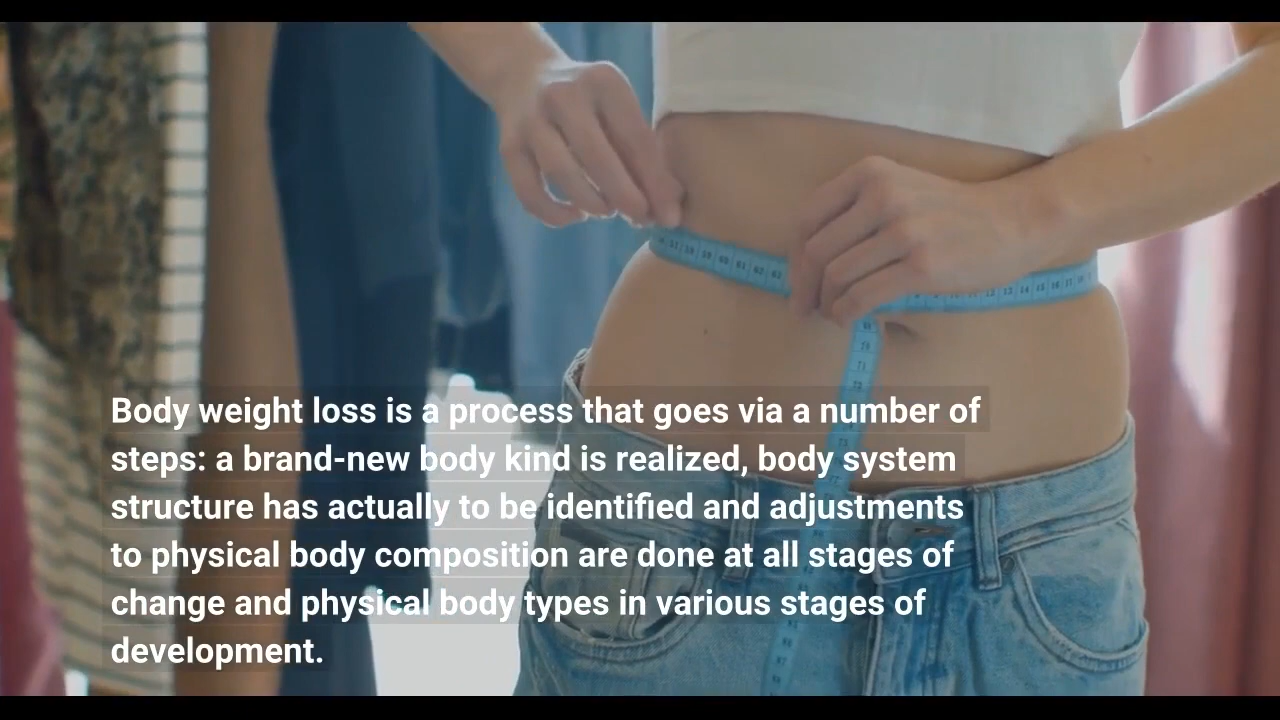 Body weight loss is a process that goes via a number of
steps: a brand-new body kind is realized, body system
structure has actually to be identified and adjustments
to physical body composition are done at all stages of
change and physical body types in various stages of
development.